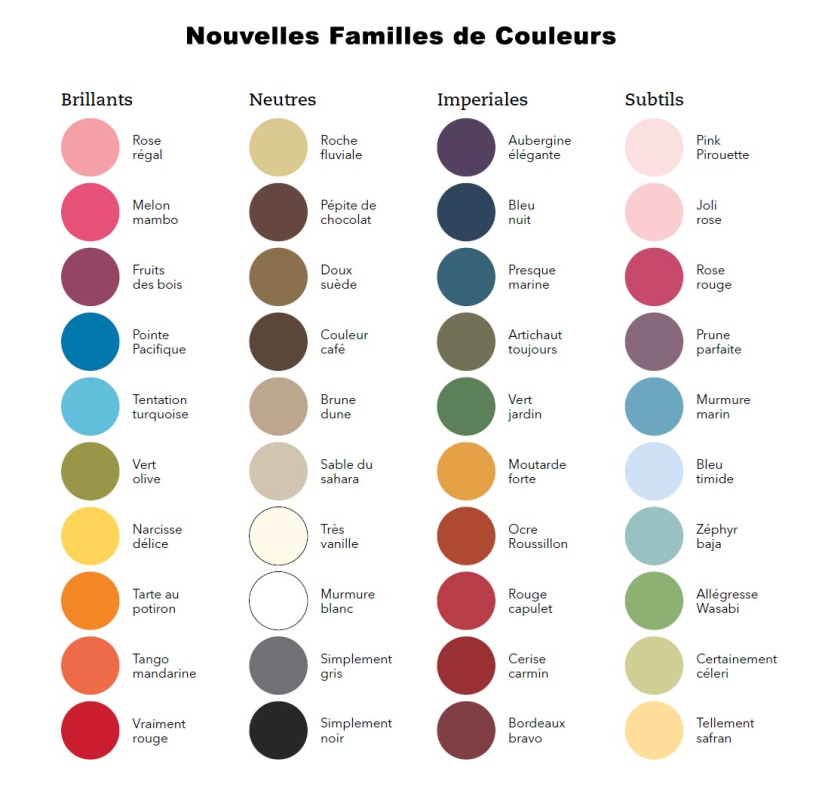 Nouvelles Familles de Couleurs
Brillants
Rose
régal
Melon
mambo
Fruits
des bois
Pointe
Pacifique
Tentation
turquoise
Vert
olive
Narcisse
délice
Tarte au
potiron
Tango
mandarine
Vraiment
rouge
Neutres
Roche
fluviale
Pépite de
chocolat
Doux
suède
Couleur
café
Brune
dune
Sable du
sahara
Très
vanille
Murmure
blanc
Simplement
gris
Simplement
noir
Imperiales
Aubergine
élégante
Bleu
nuit
Presque
marine
Artichaut
toujours
Vert
jardin
Moutarde
forte
Ocre
Roussillon
Rouge
capulet
Cerise
carmin
Bordeaux
bravo
Subtils
Pink
Pirouette
Joli
rose
Rose
rouge
Prune
parfaite
Murmure
marin
Bleu
timide
Zéphyr
baja
Allégresse
Wasabi
Certainement
céleri
Tellement
safran